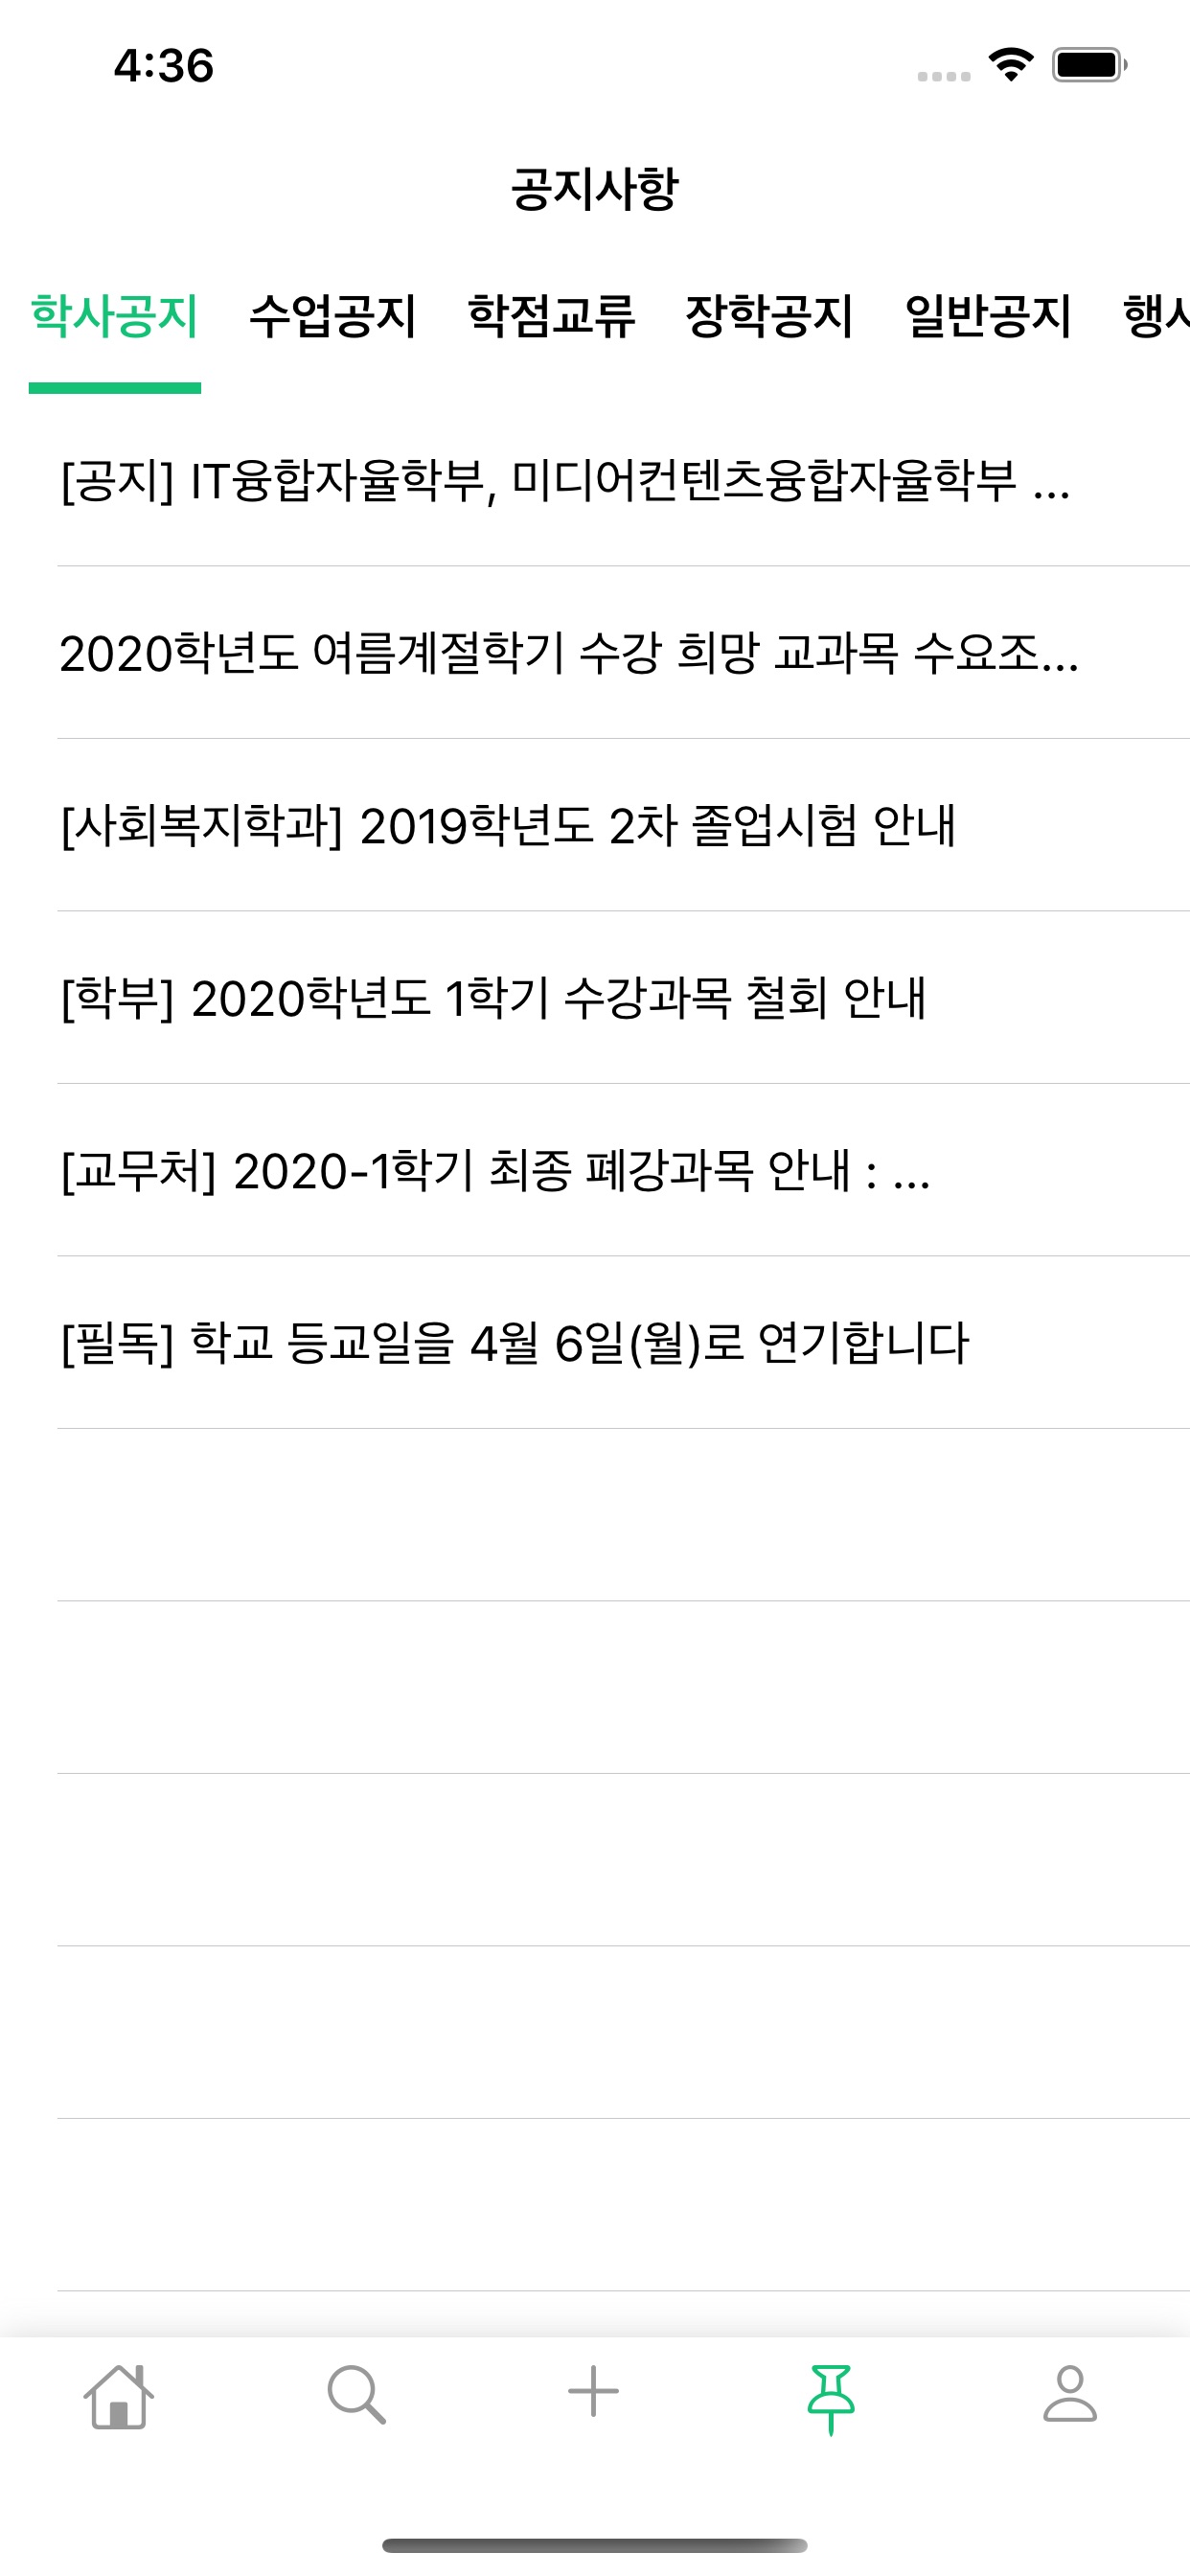 4:36
공지사항
학사공지 수업공지 학점교류 장학공지 일반공지
[공지] IT융합자율학부, 미디어컨텐츠융합자율학부 ...
2020학년도 여름계절학기 수강 희망 교과목 수요조...
[사회복지학과] 2019학년도 2차 졸업시험 안내
[학부] 2020학년도 1학기 수강과목 철회 안내
[교무처] 2020-1학기 최종 폐강과목 안내 : ...
[필독] 학교 등교일을 4월 6일(월)로 연기합니다